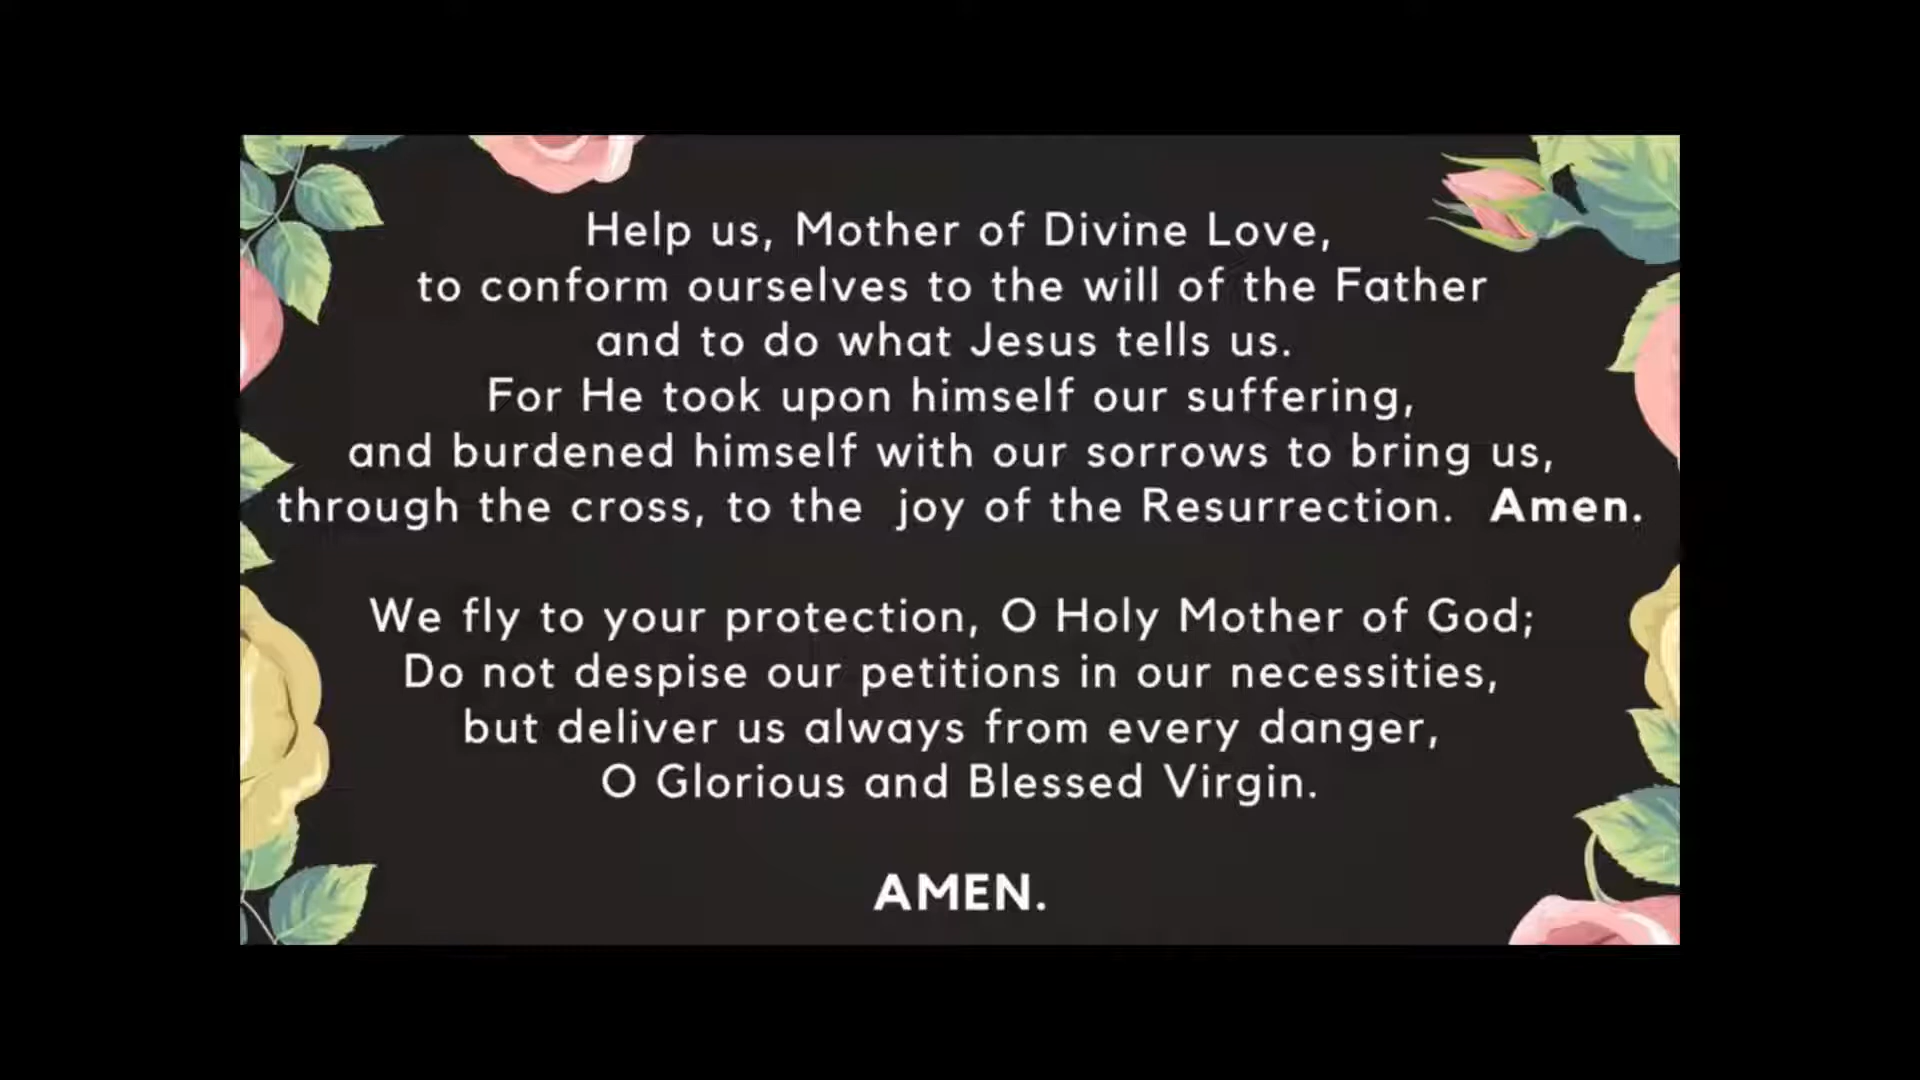 Help us, Mother of Divine Love,
to conform ourselves to the will of the Father
and to do what Jesus tells us.
For He took upon himself our suffering,
and burdened himself with our sorrows to bring us,
through the cross, to the joy of the Resurrection. Amen.
We fly to your protection, O Holy Mother of God;
Do not despise our petitions in our necessities,
but deliver us always from every danger,
O Glorious and Blessed Virgin.
AMEN.